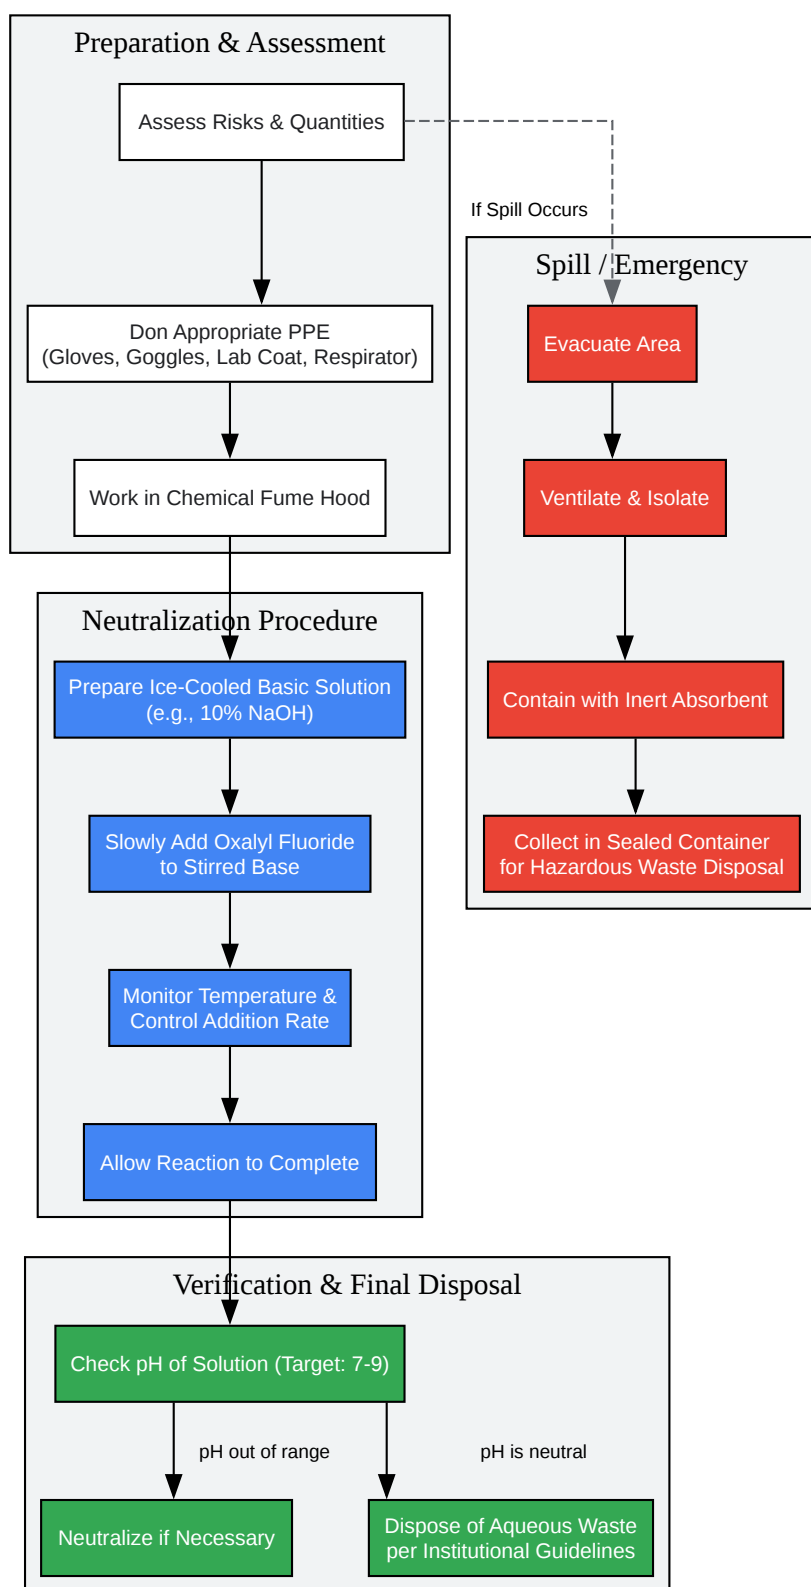 Preparation & Assessment
Assess Risks & Quantities
If Spill Occurs
Spill / Emergency
Don Appropriate PPE
(Gloves, Goggles, Lab Coat, Respirator)
Evacuate Area
Work in Chemical Fume Hood
Ventilate & Isolate
Neutralization Procedure
Prepare Ice-Cooled Basic Solution
(e.g., 10% NaOH)
Contain with Inert Absorbent
Slowly Add Oxalyl Fluoride
to Stirred Base
Collect in Sealed Container
for Hazardous Waste Disposal
Monitor Temperature &
Control Addition Rate
Allow Reaction to Complete
Verification & Final Disposal
Check pH of Solution (Target: 7-9)
pH out of range
pH is neutral
Neutralize if Necessary
Dispose of Aqueous Waste
per Institutional Guidelines